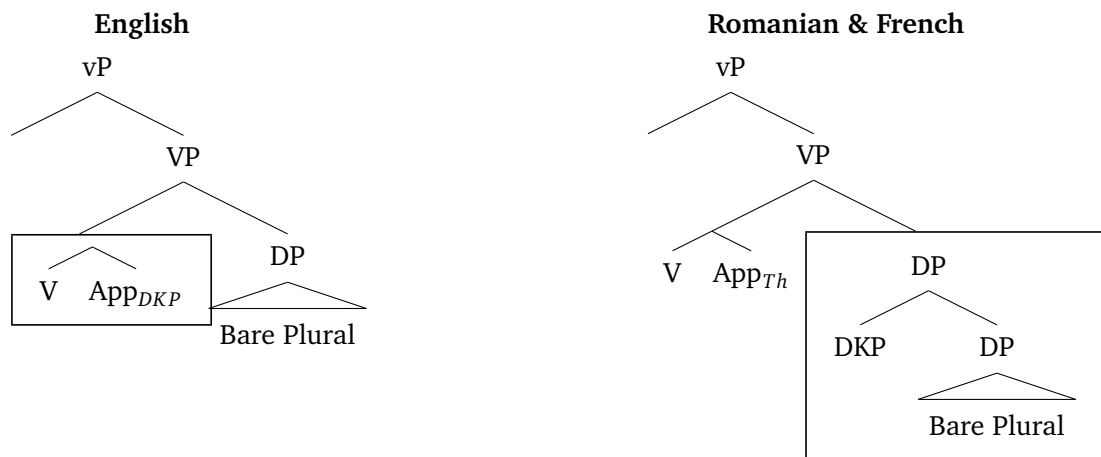 English
vP
VP
DP
V App_DKP
Bare Plural
Romanian & French
vP
VP
V App_Th
DP
DKP DP
Bare Plural